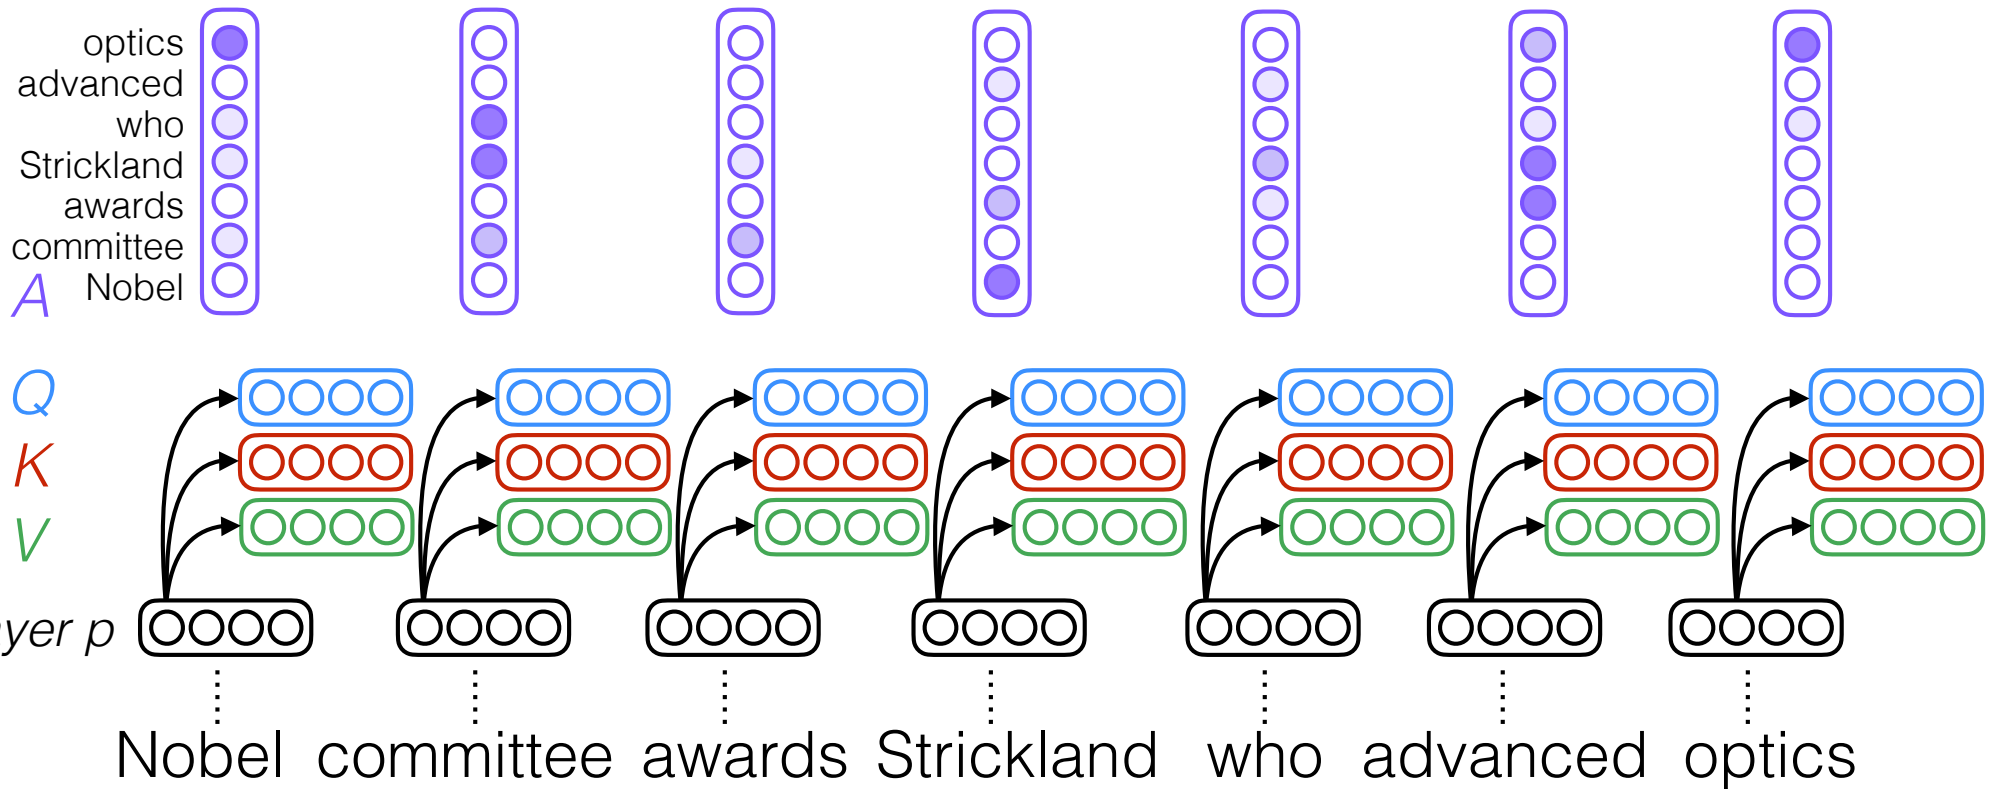 optics
advanced
who
Strickland
awards
committee
A Nobel
Q
K
V
yer p
Nobel committee awards Strickland who advanced optics